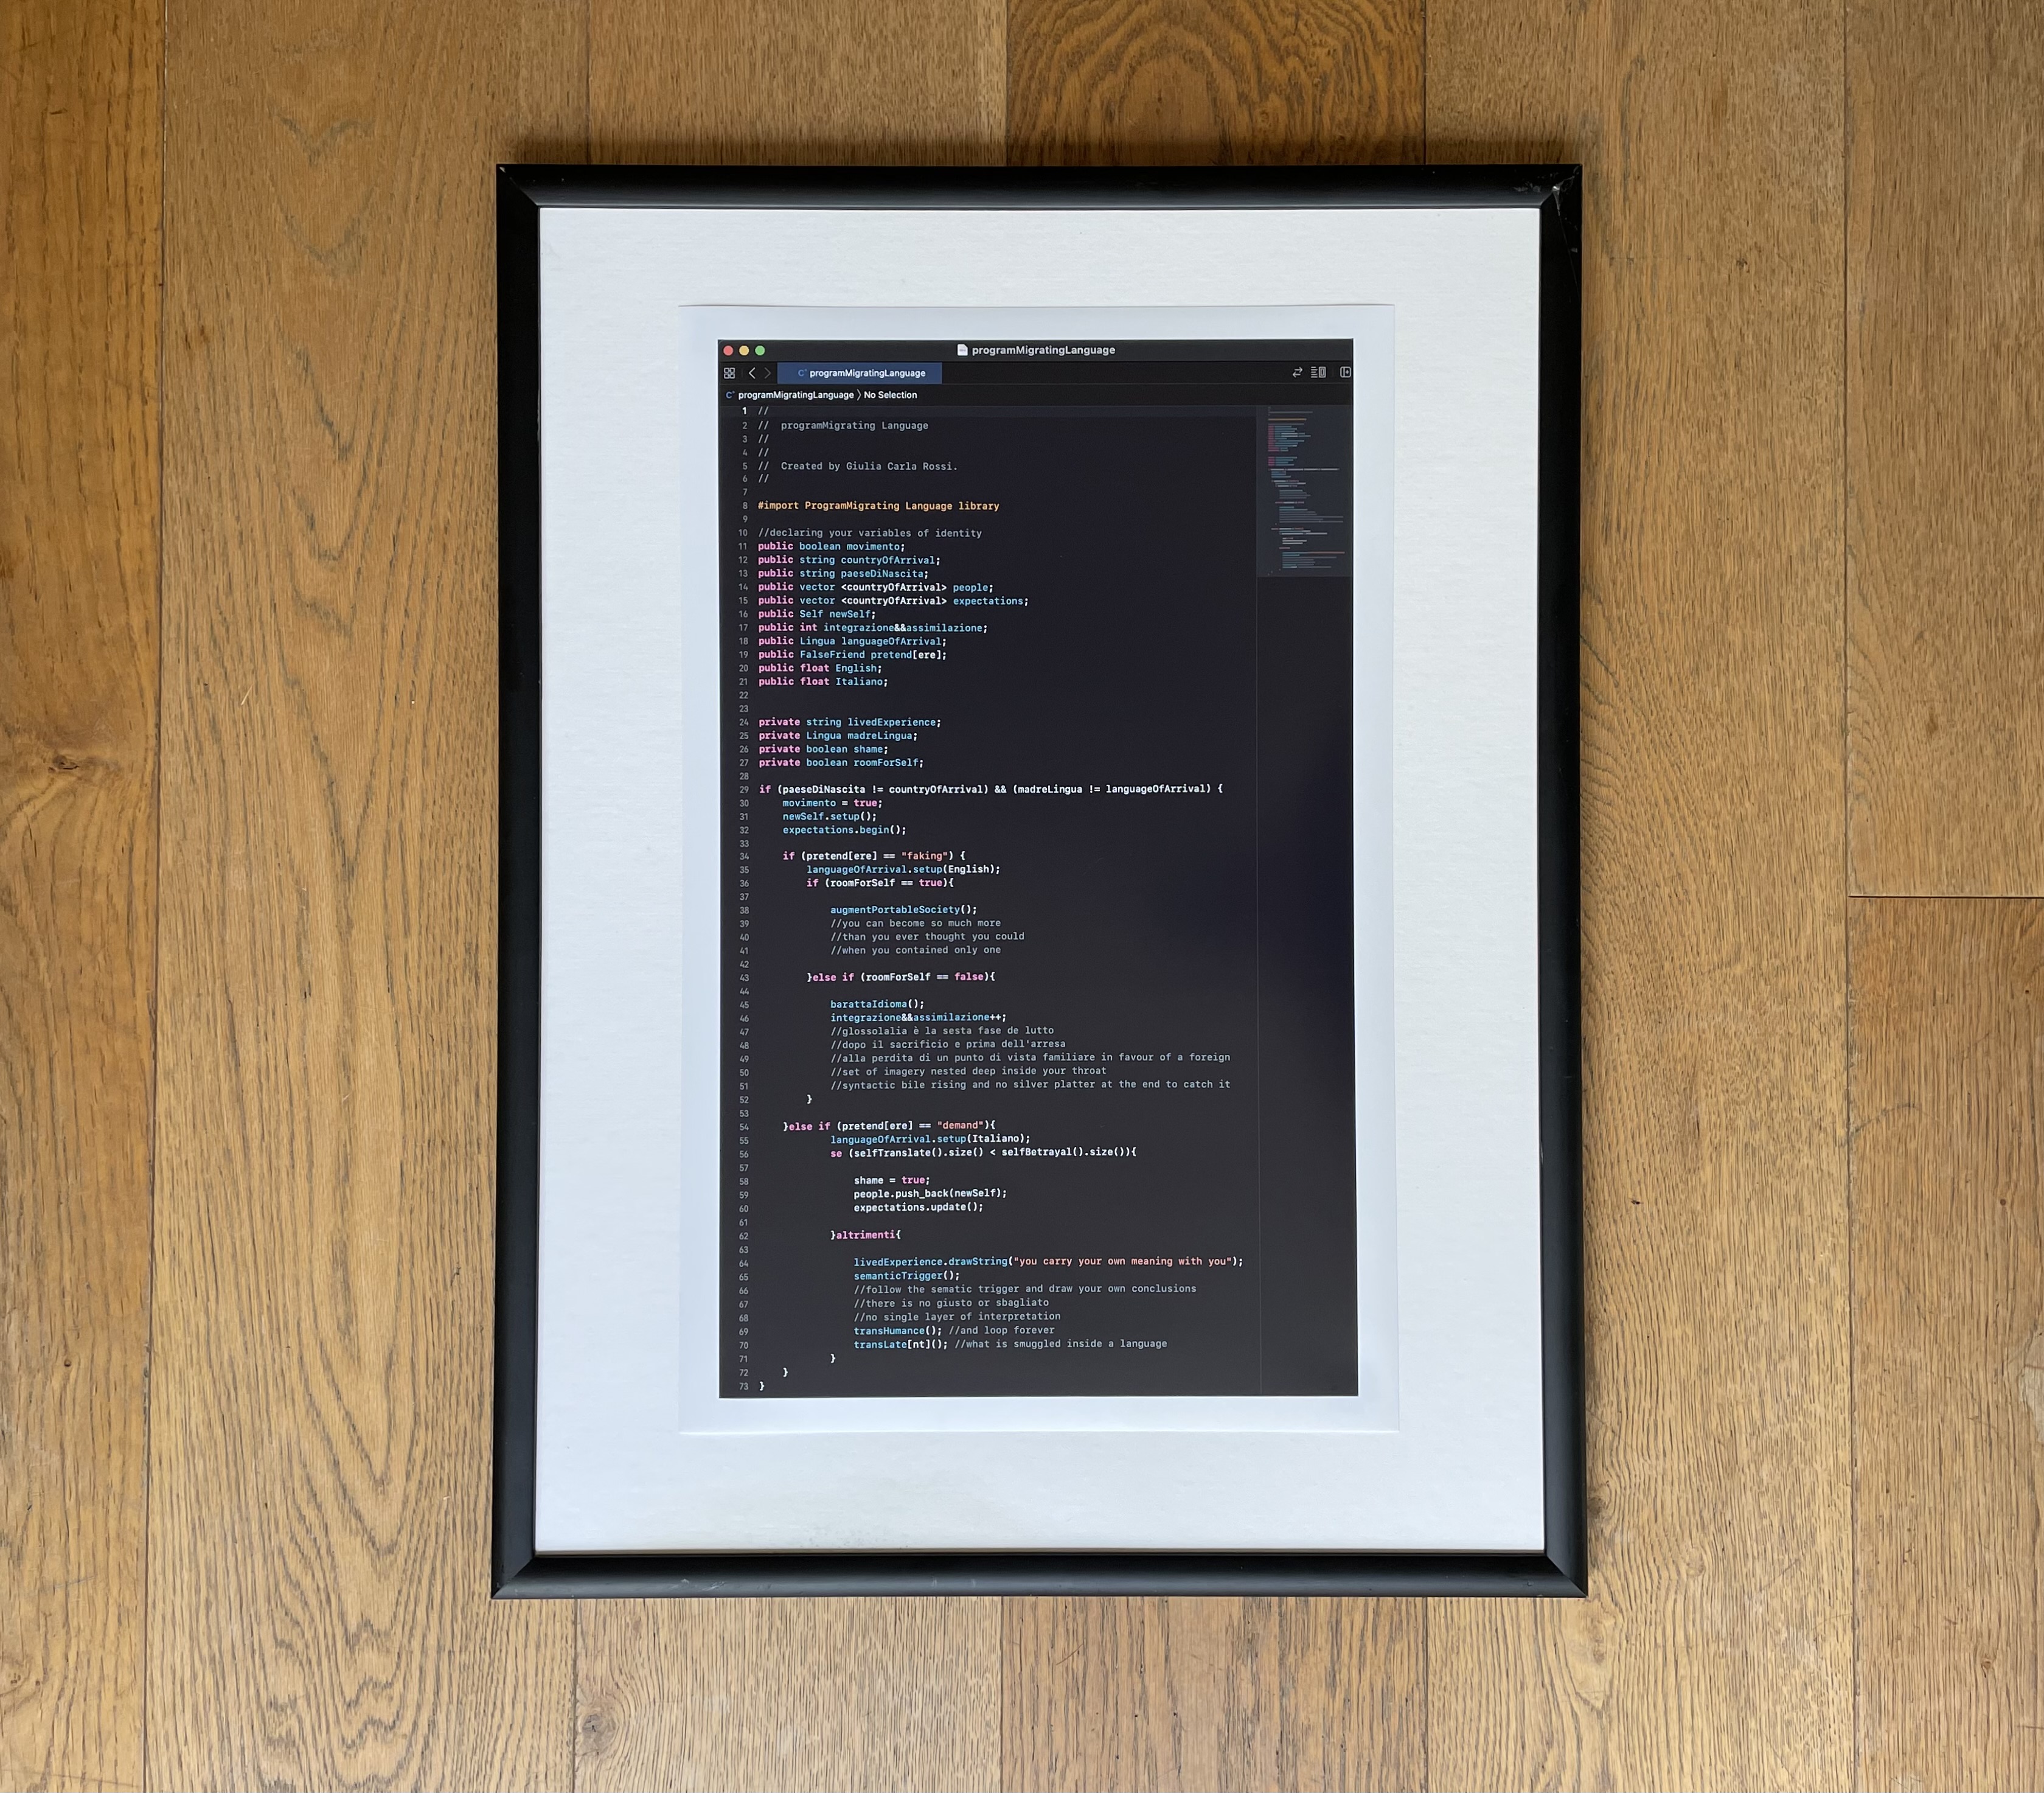 programMigratingLanguage
programMigratingLanguage
programMigratingLanguage 〉No Selection
1 //
2 //  programMigrating Language
3 //
4 //
5 //  Created by Giulia Carla Rossi.
6 //
7
8 #import ProgramMigrating Language library
9
10 //declaring your variables of identity
11 public boolean movimento;
12 public string countryOfArrival;
13 public string paeseDiNascita;
14 public vector <countryOfArrival> people;
15 public vector <countryOfArrival> expectations;
16 public Self newSelf;
17 public int integrazione&&assimilazione;
18 public Lingua languageOfArrival;
19 public FalseFriend pretend[ere];
20 public float English;
21 public float Italiano;
22
23
24 private string livedExperience;
25 private Lingua madreLingua;
26 private boolean shame;
27 private boolean roomForSelf;
28
29 if (paeseDiNascita != countryOfArrival) && (madreLingua != languageOfArrival) {
30     movimento = true;
31     newSelf.setup();
32     expectations.begin();
33
34     if (pretend[ere] == "faking") {
35         languageOfArrival.setup(English);
36         if (roomForSelf == true){
37
38             augmentPortableSociety();
39             //you can become so much more
40             //than you ever thought you could
41             //when you contained only one
42
43         }else if (roomForSelf == false){
44
45             barattaIdioma();
46             integrazione&&assimilazione++;
47             //glossolalia è la sesta fase de lutto
48             //dopo il sacrificio e prima dell'arresa
49             //alla perdita di un punto di vista familiare in favour of a foreign
50             //set of imagery nested deep inside your throat
51             //syntactic bile rising and no silver platter at the end to catch it
52         }
53
54     }else if (pretend[ere] == "demand"){
55             languageOfArrival.setup(Italiano);
56             se (selfTranslate().size() < selfBetrayal().size()){
57
58                 shame = true;
59                 people.push_back(newSelf);
60                 expectations.update();
61
62             }altrimenti{
63
64                 livedExperience.drawString("you carry your own meaning with you");
65                 semanticTrigger();
66                 //follow the sematic trigger and draw your own conclusions
67                 //there is no giusto or sbagliato
68                 //no single layer of interpretation
69                 transHumance(); //and loop forever
70                 transLate[nt](); //what is smuggled inside a language
71             }
72     }
73 }